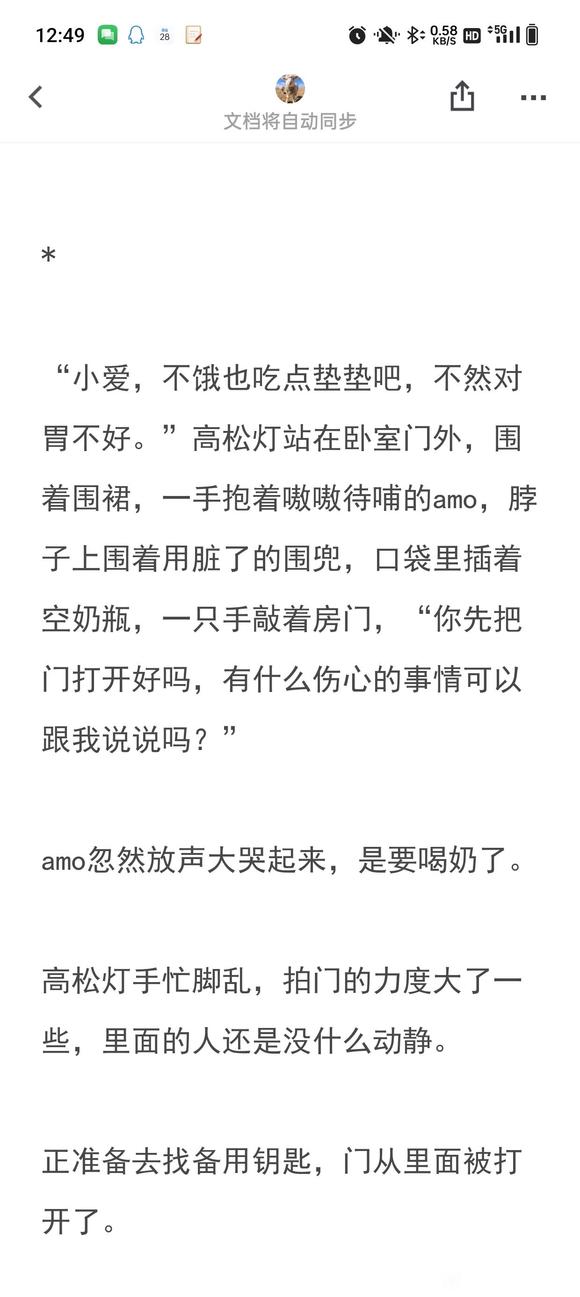 12:49
28
0.58
KB/S
HD
5G
文档将自动同步
*
“小爱，不饿也吃点垫垫吧，不然对
胃不好。”高松灯站在卧室门外，围
着围裙，一手抱着嗷嗷待哺的amo，脖
子上围着用脏了的围兜，口袋里插着
空奶瓶，一只手敲着房门，“你先把
门打开好吗，有什么伤心的事情可以
跟我说说吗？”
amo忽然放声大哭起来，是要喝奶了。
高松灯手忙脚乱，拍门的力度大了一
些，里面的人还是没什么动静。
正准备去找备用钥匙，门从里面被打
开了。